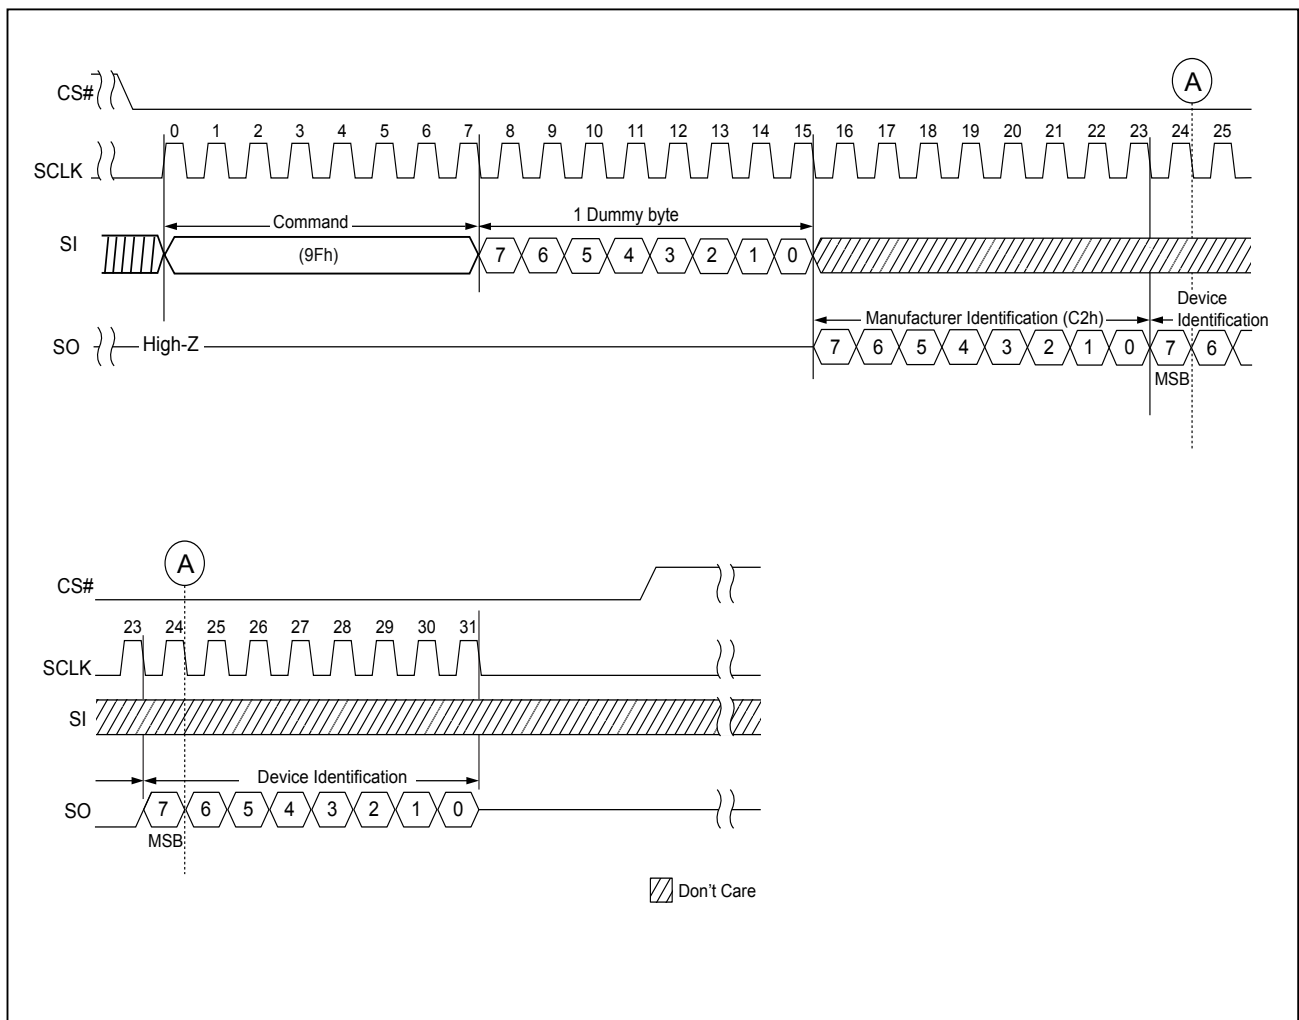 A
CS#
0 1 2 3 4 5 6 7 8 9 10 11 12 13 14 15 16 17 18 19 20 21 22 23 24 25
SCLK
Command 1 Dummy byte
SI (9Fh) 7 6 5 4 3 2 1 0
Device
Manufacturer Identification (C2h) Identification
SO High-Z 7 6 5 4 3 2 1 0 7 6
MSB
A
CS#
23 24 25 26 27 28 29 30 31
SCLK
SI
Device Identification
SO 7 6 5 4 3 2 1 0
MSB
Don't Care